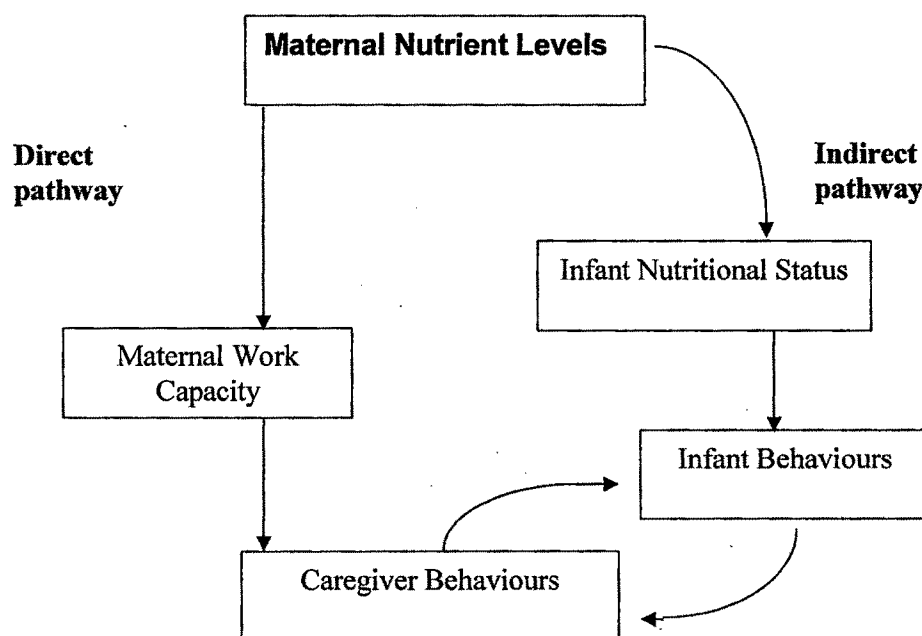 Maternal Nutrient Levels
Direct
pathway
Indirect
pathway
Infant Nutritional Status
Maternal Work
Capacity
Infant Behaviours
Caregiver Behaviours